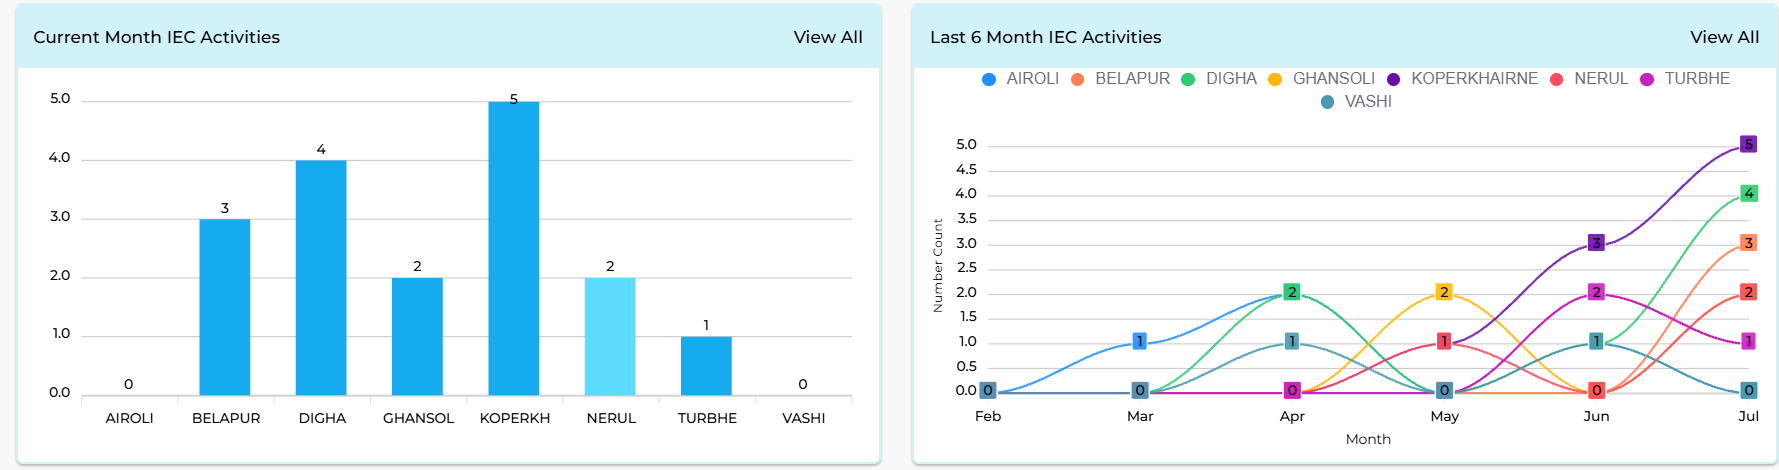 Current Month IEC Activities View All
5.0
4.0
3.0
2.0
1.0
0.0
0 3 4 2 5 2 1 0
AIROLI BELAPUR DIGHA GHANSOL KOPERKH NERUL TURBHE VASHI
Last 6 Month IEC Activities View All
AIROLI BELAPUR DIGHA GHANSOLI KOPERKHAIRNE NERUL TURBHE
VASHI
Number Count
5.0 5
4.5
4.0 4
3.5
3.0 3 3
2.5
2.0 2 2 2 2
1.5
1.0 1 1 1 1 1
0.5
0.0 0 0 0 0 0 0
Feb Mar Apr May Jun Jul
Month